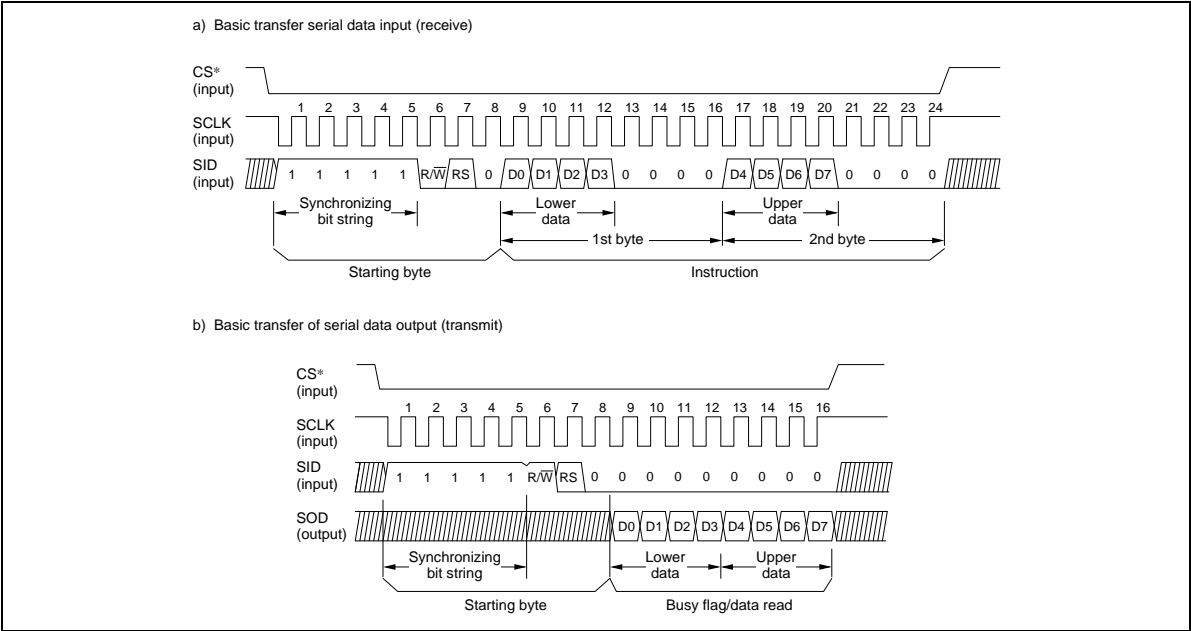 a) Basic transfer serial data input (receive)
CS*
(input)
1 2 3 4 5 6 7 8 9 10 11 12 13 14 15 16 17 18 19 20 21 22 23 24
SCLK
(input)
SID
(input)
1 1 1 1 1 R/W̅ RS 0 D0 D1 D2 D3 0 0 0 0 D4 D5 D6 D7 0 0 0 0
Synchronizing
bit string
Lower
data
Upper
data
1st byte
2nd byte
Starting byte
Instruction
b) Basic transfer of serial data output (transmit)
CS*
(input)
1 2 3 4 5 6 7 8 9 10 11 12 13 14 15 16
SCLK
(input)
SID
(input)
1 1 1 1 1 R/W̅ RS 0 0 0 0 0 0 0 0 0
SOD
(output)
D0 D1 D2 D3 D4 D5 D6 D7
Synchronizing
bit string
Lower
data
Upper
data
Starting byte
Busy flag/data read